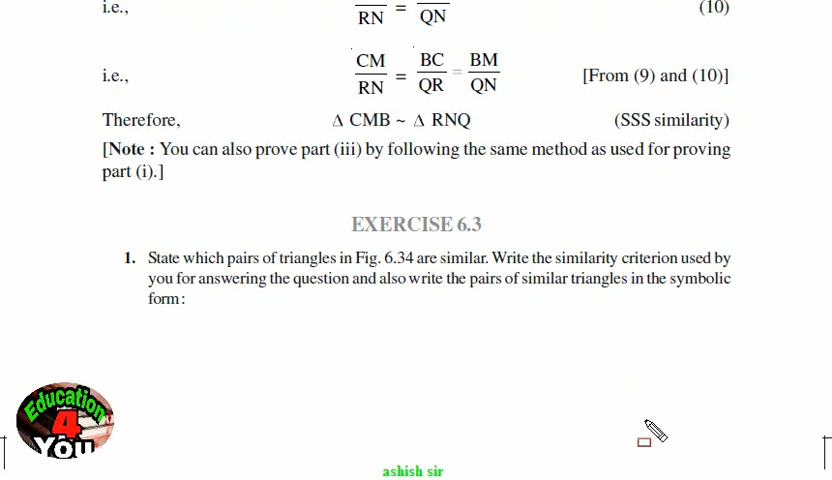 i.e., RN = QN (10)
i.e., CM/RN = BC/QR = BM/QN [From (9) and (10)]
Therefore, Δ CMB ~ Δ RNQ (SSS similarity)
[Note : You can also prove part (iii) by following the same method as used for proving
part (i).]
EXERCISE 6.3
1. State which pairs of triangles in Fig. 6.34 are similar. Write the similarity criterion used by
you for answering the question and also write the pairs of similar triangles in the symbolic
form :
Education
4
You
ashish sir